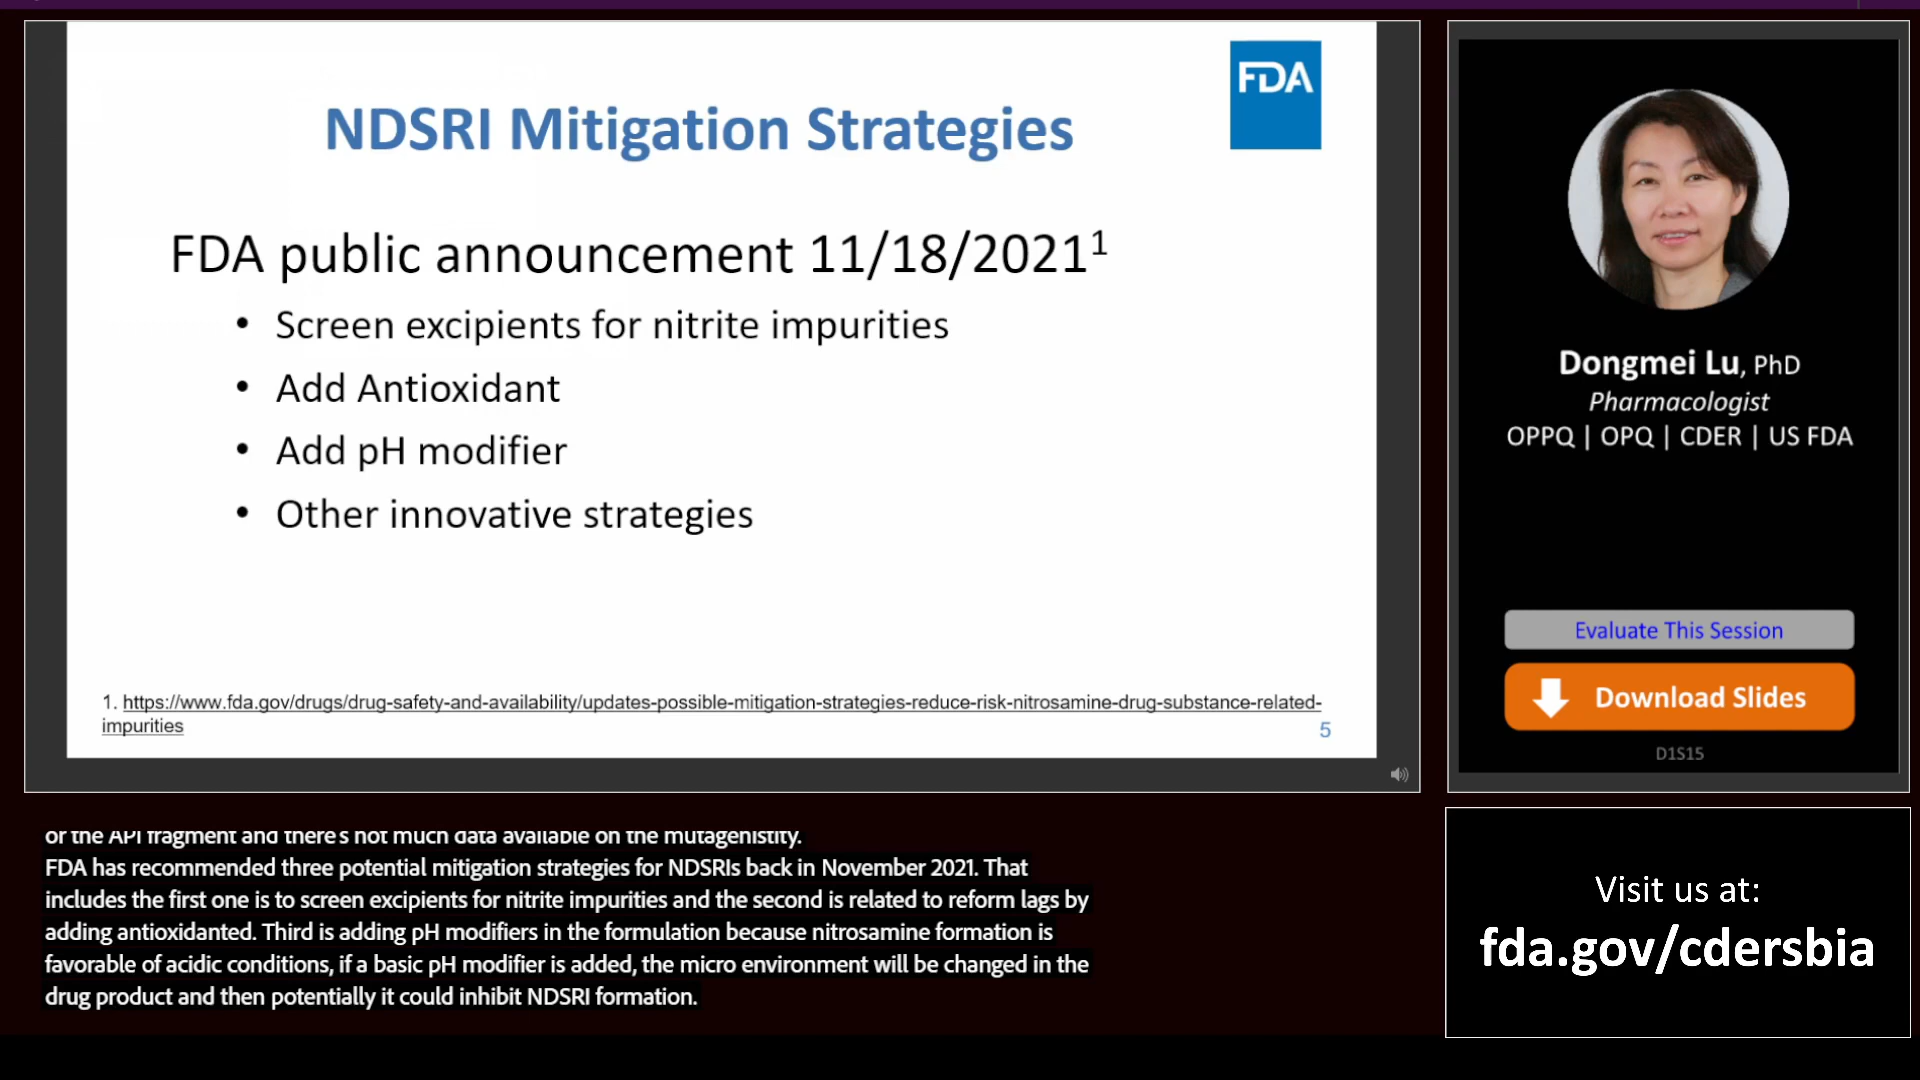 FDA
NDSRI Mitigation Strategies
FDA public announcement 11/18/2021¹
• Screen excipients for nitrite impurities
• Add Antioxidant
• Add pH modifier
• Other innovative strategies
1. https://www.fda.gov/drugs/drug-safety-and-availability/updates-possible-mitigation-strategies-reduce-risk-nitrosamine-drug-substance-related-
impurities
5
Dongmei Lu, PhD
Pharmacologist
OPPQ | OPQ | CDER | US FDA
Evaluate This Session
Download Slides
D1S15
or the API fragment and there's not much data available on the mutagenistity.
FDA has recommended three potential mitigation strategies for NDSRIs back in November 2021. That
includes the first one is to screen excipients for nitrite impurities and the second is related to reform lags by
adding antioxidanted. Third is adding pH modifiers in the formulation because nitrosamine formation is
favorable of acidic conditions, if a basic pH modifier is added, the micro environment will be changed in the
drug product and then potentially it could inhibit NDSRI formation.
Visit us at:
fda.gov/cdersbia